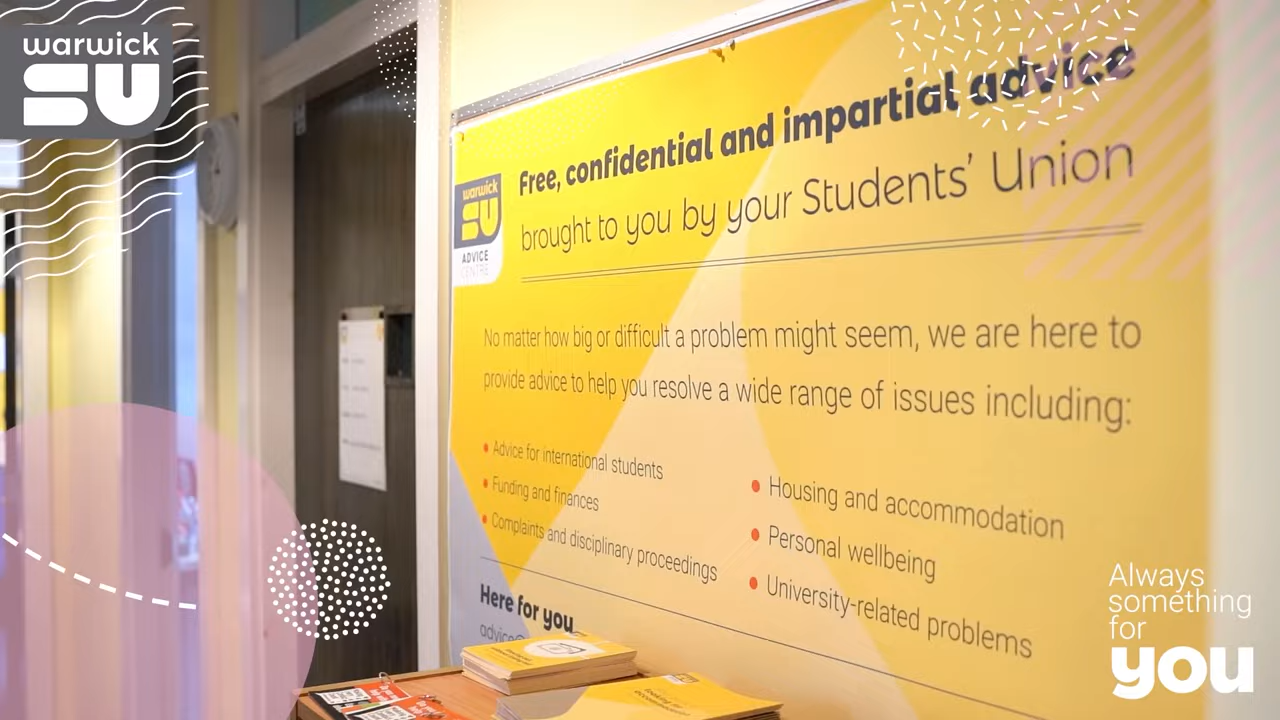 warwick
SU
Free, confidential and impartial advice
brought to you by your Students' Union
warwick
SU
ADVICE
CENTRE
No matter how big or difficult a problem might seem, we are here to
provide advice to help you resolve a wide range of issues including:
Advice for international students
Funding and finances
Complaints and disciplinary proceedings
Housing and accommodation
Personal wellbeing
University-related problems
Here for you
advice@
Always
something
for
you